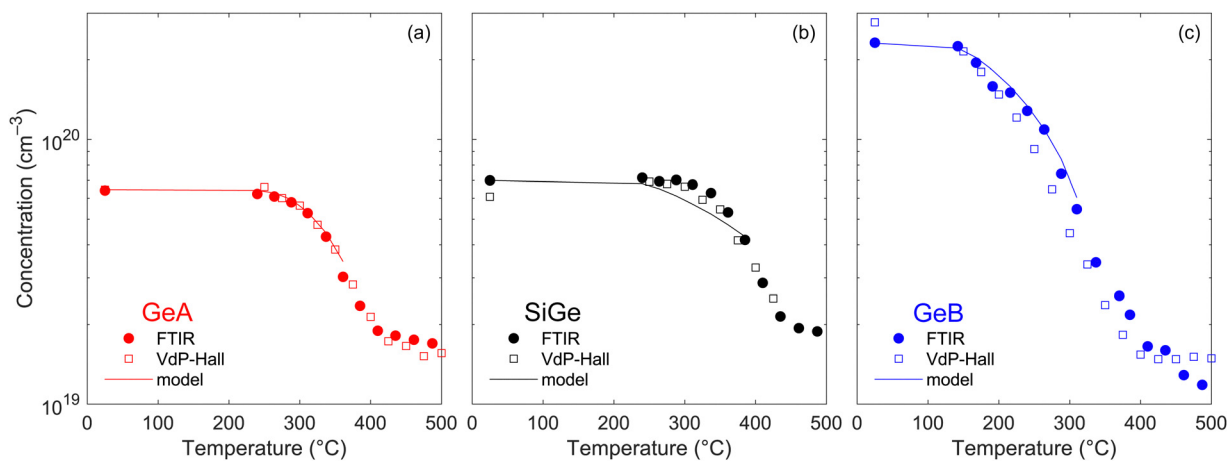 (a)
(b)
(c)
Concentration (cm⁻³)
10²⁰
10¹⁹
GeA
FTIR
VdP-Hall
model
SiGe
FTIR
VdP-Hall
model
GeB
FTIR
VdP-Hall
model
0 100 200 300 400 500
0 100 200 300 400 500
0 100 200 300 400 500
Temperature (°C)
Temperature (°C)
Temperature (°C)